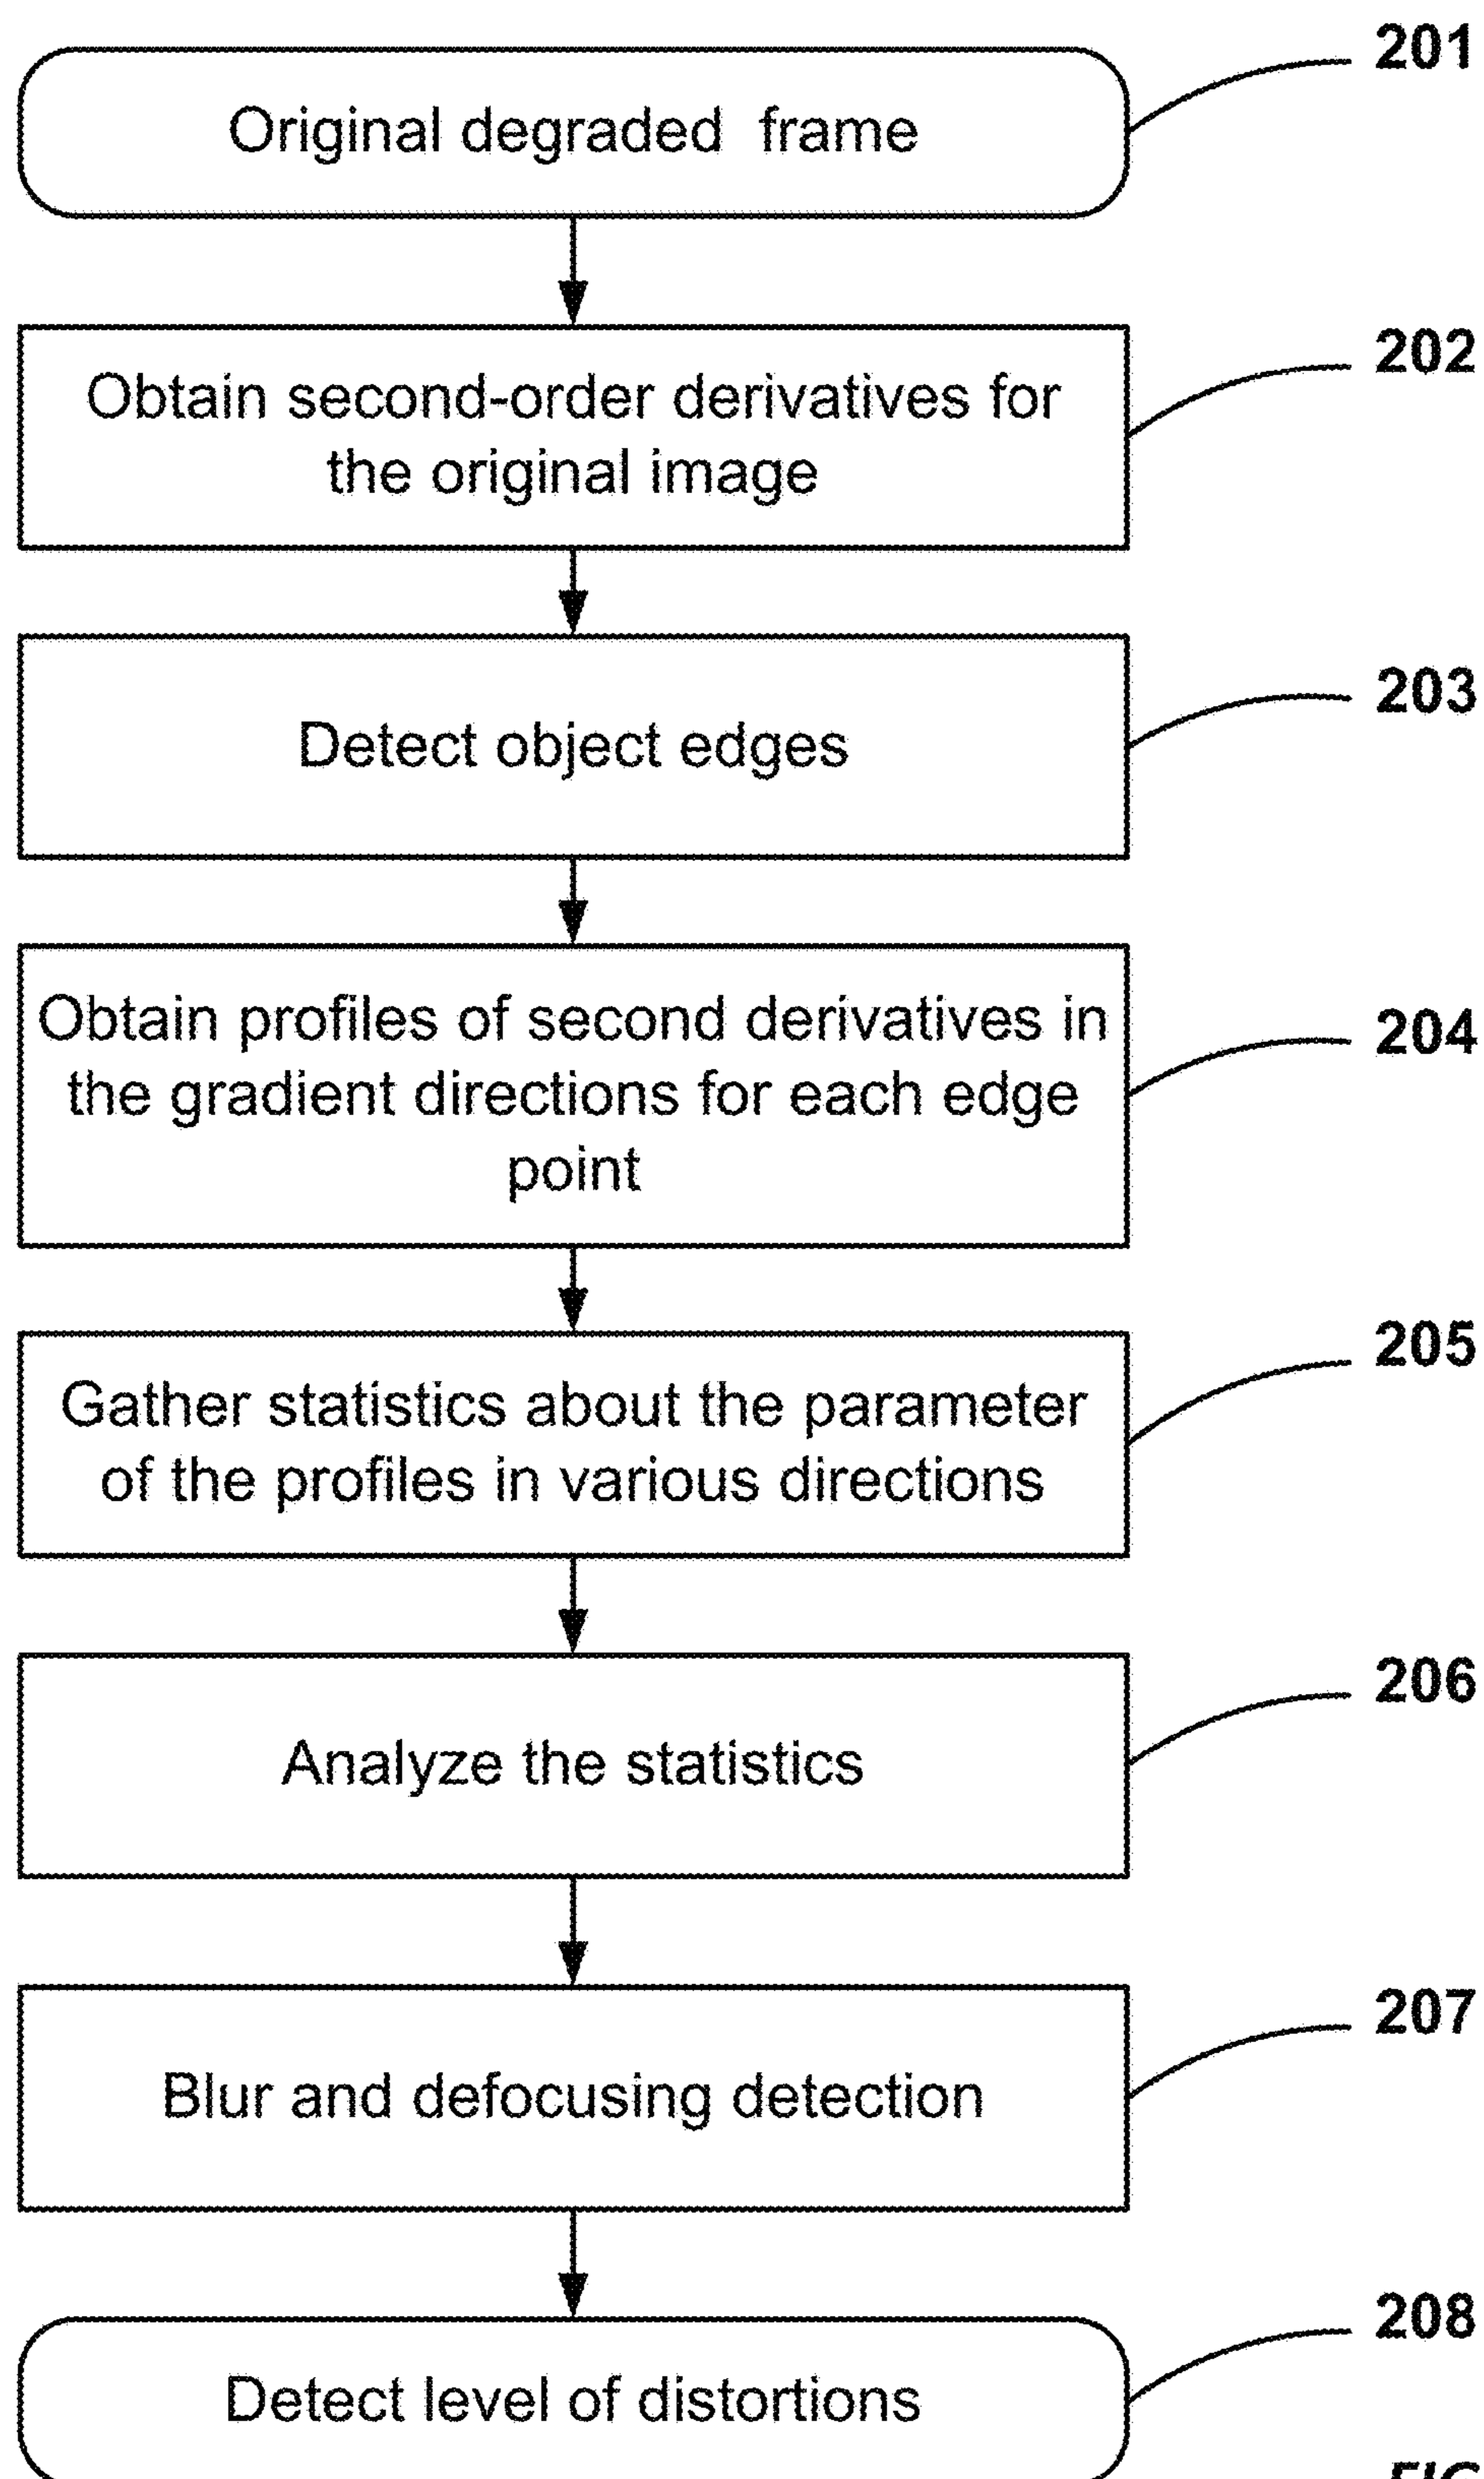 201
Original degraded frame
202
Obtain second-order derivatives for
the original image
203
Detect object edges
204
Obtain profiles of second derivatives in
the gradient directions for each edge
point
205
Gather statistics about the parameter
of the profiles in various directions
206
Analyze the statistics
207
Blur and defocusing detection
208
Detect level of distortions